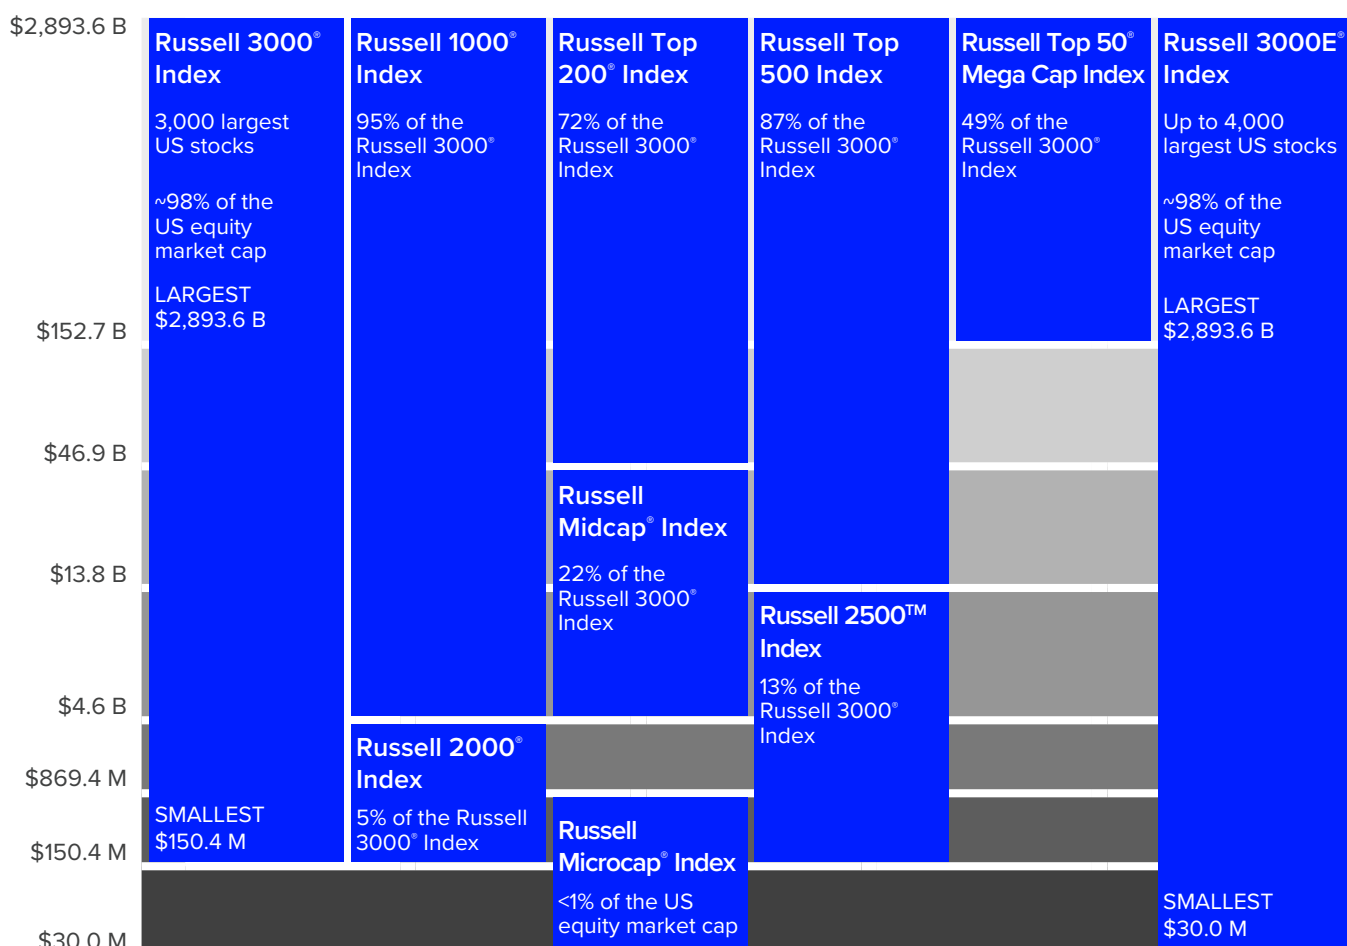 $2,893.6 B
$152.7 B
$46.9 B
$13.8 B
$4.6 B
$869.4 M
$150.4 M
$30.0 M
Russell 3000®
Index
3,000 largest
US stocks
~98% of the
US equity
market cap
LARGEST
$2,893.6 B
SMALLEST
$150.4 M
Russell 1000®
Index
95% of the
Russell 3000®
Index
Russell 2000®
Index
5% of the Russell
3000® Index
Russell Top
200® Index
72% of the
Russell 3000®
Index
Russell
Midcap® Index
22% of the
Russell 3000®
Index
Russell
Microcap® Index
<1% of the US
equity market cap
Russell Top
500 Index
87% of the
Russell 3000®
Index
Russell 2500™
Index
13% of the
Russell 3000®
Index
Russell Top 50®
Mega Cap Index
49% of the
Russell 3000®
Index
Russell 3000E®
Index
Up to 4,000
largest US stocks
~98% of the
US equity
market cap
LARGEST
$2,893.6 B
SMALLEST
$30.0 M